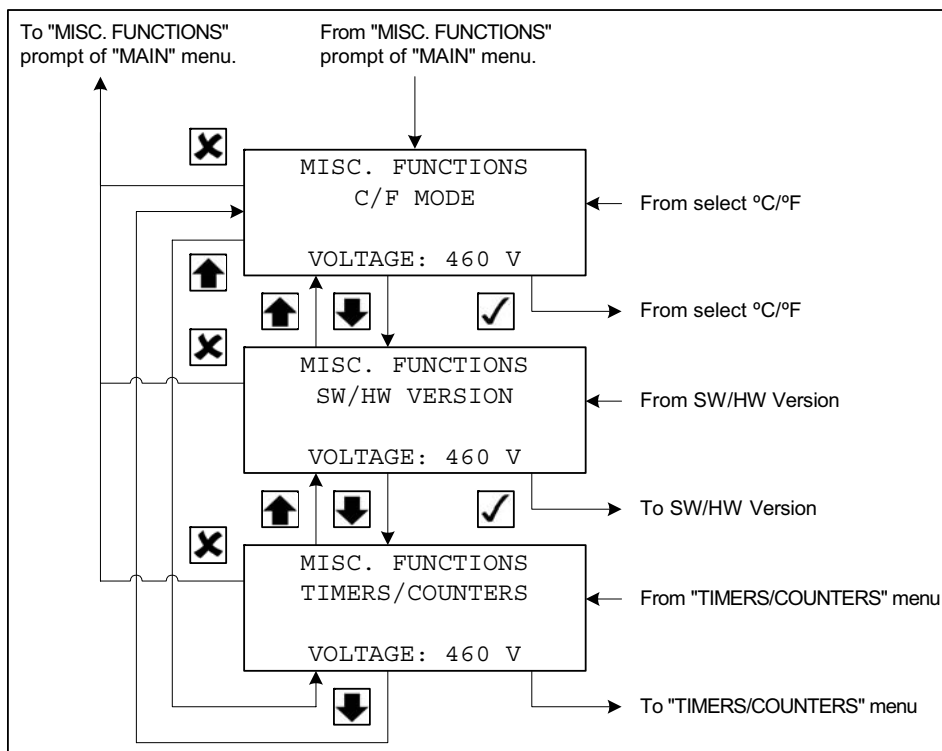 To "MISC. FUNCTIONS"
prompt of "MAIN" menu.
From "MISC. FUNCTIONS"
prompt of "MAIN" menu.
MISC. FUNCTIONS
C/F MODE
VOLTAGE: 460 V
From select ºC/ºF
From select ºC/ºF
MISC. FUNCTIONS
SW/HW VERSION
VOLTAGE: 460 V
From SW/HW Version
To SW/HW Version
MISC. FUNCTIONS
TIMERS/COUNTERS
VOLTAGE: 460 V
From "TIMERS/COUNTERS" menu
To "TIMERS/COUNTERS" menu